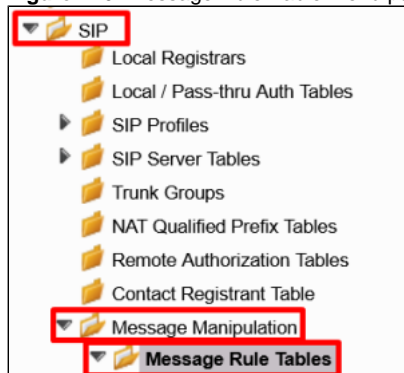 SIP
Local Registrars
Local / Pass-thru Auth Tables
SIP Profiles
SIP Server Tables
Trunk Groups
NAT Qualified Prefix Tables
Remote Authorization Tables
Contact Registrant Table
Message Manipulation
Message Rule Tables